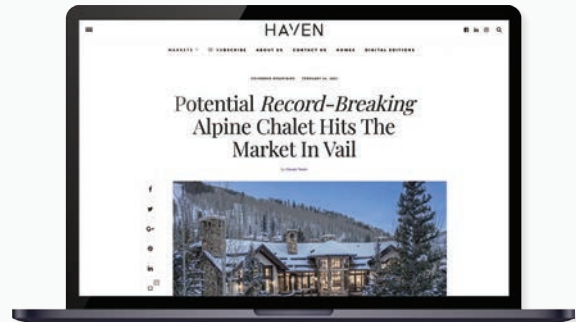 HAVEN
MARKETS SUBSCRIBE ABOUT US CONTACT US HOMES DIGITAL EDITIONS
Potential Record-Breaking
Alpine Chalet Hits The
Market In Vail